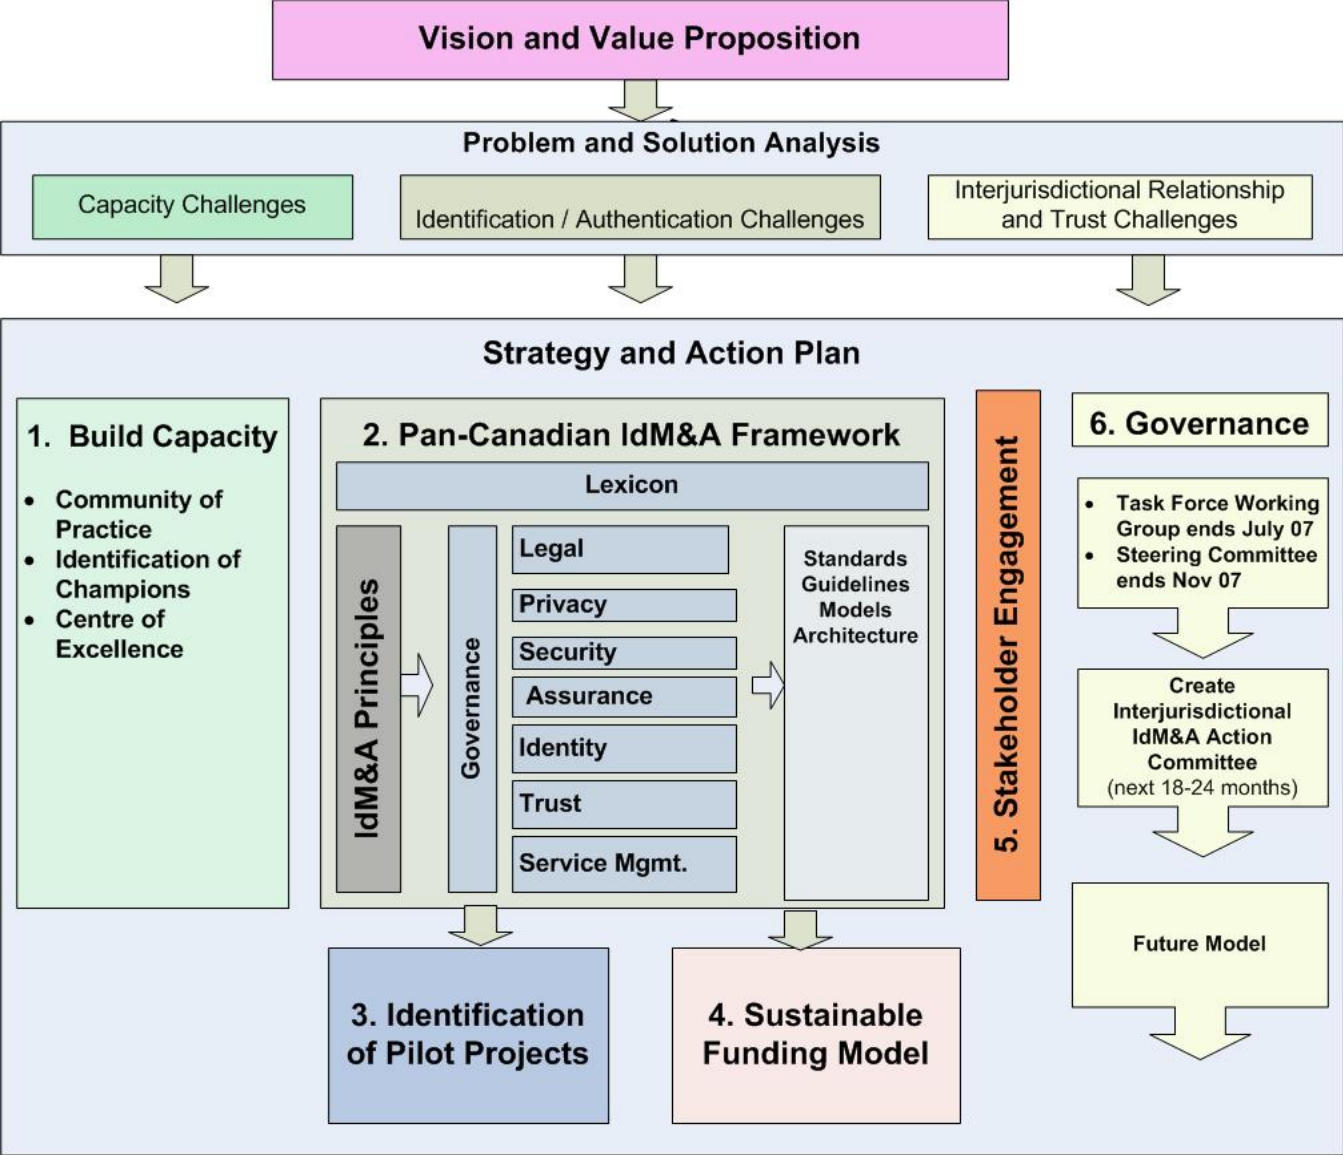 Vision and Value Proposition
Problem and Solution Analysis
Capacity Challenges
Identification / Authentication Challenges
Interjurisdictional Relationship
and Trust Challenges
Strategy and Action Plan
1. Build Capacity
• Community of
Practice
• Identification of
Champions
• Centre of
Excellence
2. Pan-Canadian IdM&A Framework
Lexicon
IdM&A Principles
Governance
Legal
Privacy
Security
Assurance
Identity
Trust
Service Mgmt.
Standards
Guidelines
Models
Architecture
3. Identification
of Pilot Projects
4. Sustainable
Funding Model
5. Stakeholder Engagement
6. Governance
• Task Force Working
Group ends July 07
• Steering Committee
ends Nov 07
Create
Interjurisdictional
IdM&A Action
Committee
(next 18-24 months)
Future Model